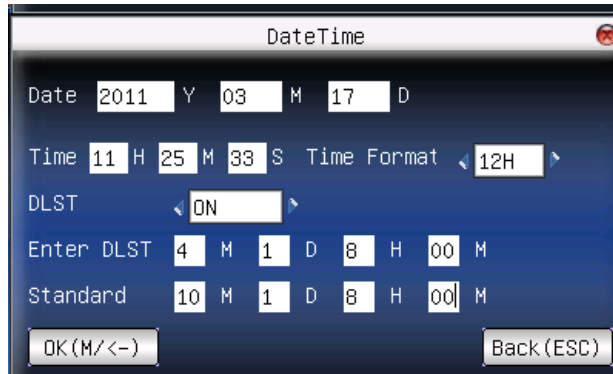 DateTime
Date 2011 Y 03 M 17 D
Time 11 H 25 M 33 S Time Format 12H
DLST ON
Enter DLST 4 M 1 D 8 H 00 M
Standard 10 M 1 D 8 H 00 M
OK(M/<-) Back(ESC)